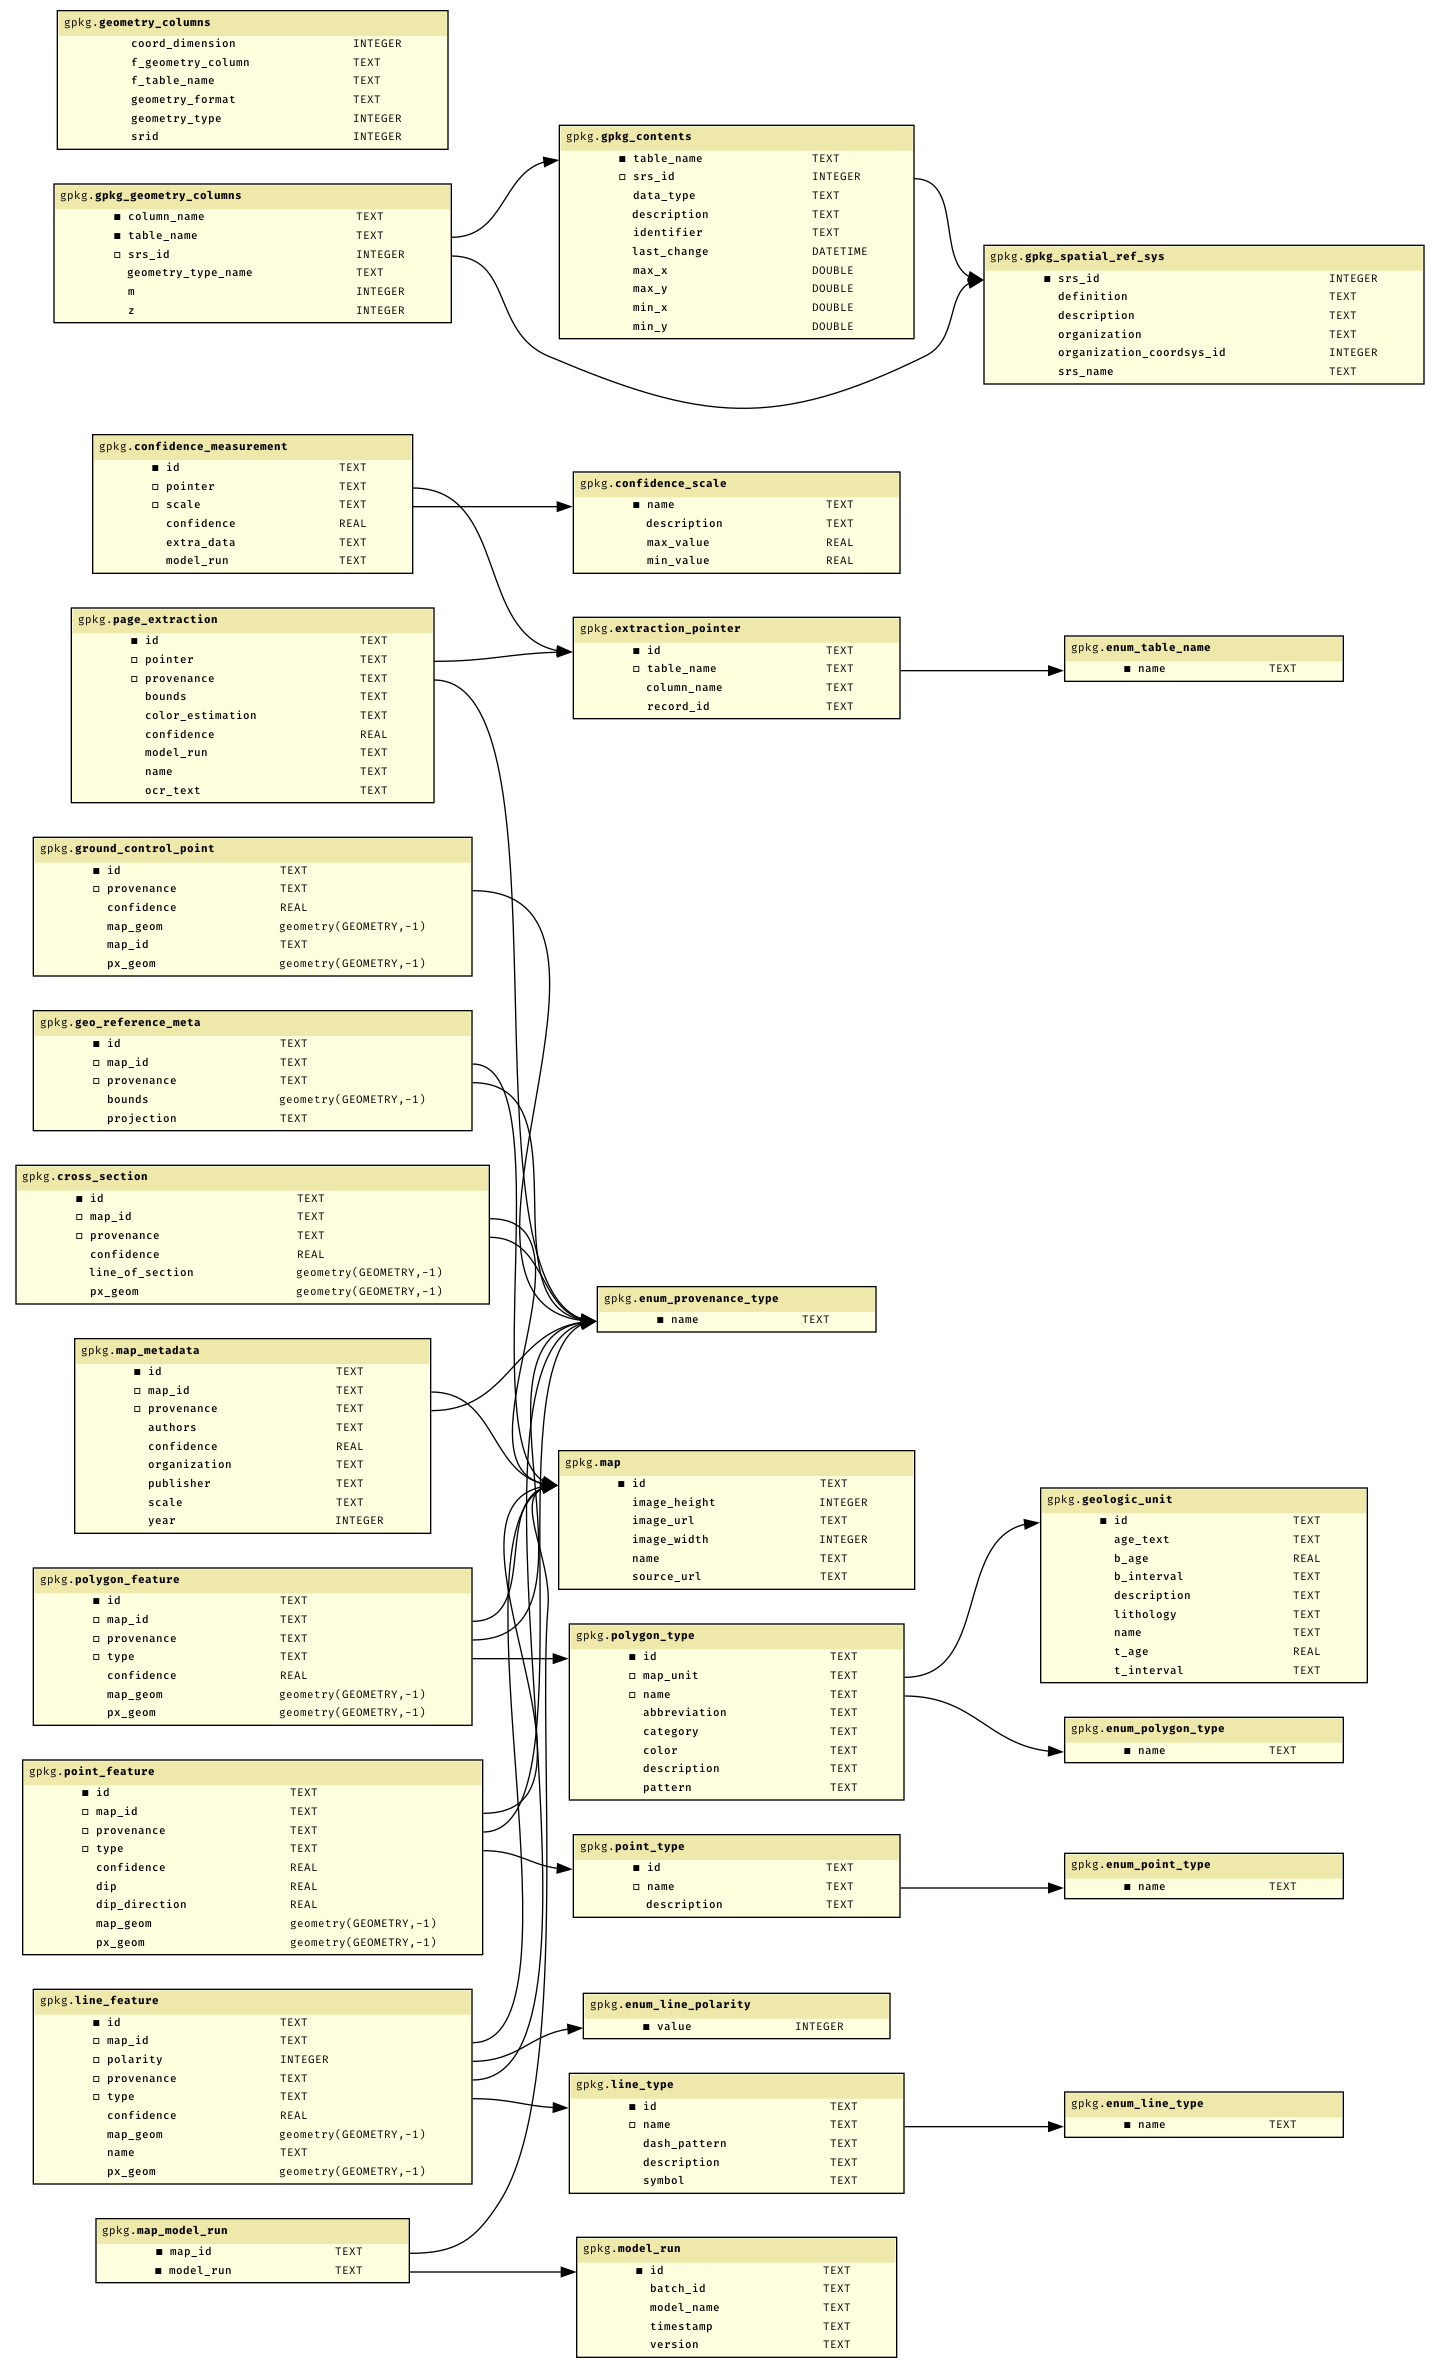 gpkg.geometry_columns
coord_dimension INTEGER
f_geometry_column TEXT
f_table_name TEXT
geometry_format TEXT
geometry_type INTEGER
srid INTEGER
gpkg.gpkg_geometry_columns
column_name TEXT
table_name TEXT
srs_id INTEGER
geometry_type_name TEXT
m INTEGER
z INTEGER
gpkg.gpkg_contents
table_name TEXT
srs_id INTEGER
data_type TEXT
description TEXT
identifier TEXT
last_change DATETIME
max_x DOUBLE
max_y DOUBLE
min_x DOUBLE
min_y DOUBLE
gpkg.gpkg_spatial_ref_sys
srs_id INTEGER
definition TEXT
description TEXT
organization TEXT
organization_coordsys_id INTEGER
srs_name TEXT
gpkg.confidence_measurement
id TEXT
pointer TEXT
scale TEXT
confidence REAL
extra_data TEXT
model_run TEXT
gpkg.confidence_scale
name TEXT
description TEXT
max_value REAL
min_value REAL
gpkg.page_extraction
id TEXT
pointer TEXT
provenance TEXT
bounds TEXT
color_estimation TEXT
confidence REAL
model_run TEXT
name TEXT
ocr_text TEXT
gpkg.extraction_pointer
id TEXT
table_name TEXT
column_name TEXT
record_id TEXT
gpkg.enum_table_name
name TEXT
gpkg.ground_control_point
id TEXT
provenance TEXT
confidence REAL
map_geom geometry(GEOMETRY,-1)
map_id TEXT
px_geom geometry(GEOMETRY,-1)
gpkg.geo_reference_meta
id TEXT
map_id TEXT
provenance TEXT
bounds geometry(GEOMETRY,-1)
projection TEXT
gpkg.cross_section
id TEXT
map_id TEXT
provenance TEXT
confidence REAL
line_of_section geometry(GEOMETRY,-1)
px_geom geometry(GEOMETRY,-1)
gpkg.enum_provenance_type
name TEXT
gpkg.map_metadata
id TEXT
map_id TEXT
provenance TEXT
authors TEXT
confidence REAL
organization TEXT
publisher TEXT
scale TEXT
year INTEGER
gpkg.map
id TEXT
image_height INTEGER
image_url TEXT
image_width INTEGER
name TEXT
source_url TEXT
gpkg.geologic_unit
id TEXT
age_text TEXT
b_age REAL
b_interval TEXT
description TEXT
lithology TEXT
name TEXT
t_age REAL
t_interval TEXT
gpkg.polygon_feature
id TEXT
map_id TEXT
provenance TEXT
type TEXT
confidence REAL
map_geom geometry(GEOMETRY,-1)
px_geom geometry(GEOMETRY,-1)
gpkg.polygon_type
id TEXT
map_unit TEXT
name TEXT
abbreviation TEXT
category TEXT
color TEXT
description TEXT
pattern TEXT
gpkg.enum_polygon_type
name TEXT
gpkg.point_feature
id TEXT
map_id TEXT
provenance TEXT
type TEXT
confidence REAL
dip REAL
dip_direction REAL
map_geom geometry(GEOMETRY,-1)
px_geom geometry(GEOMETRY,-1)
gpkg.point_type
id TEXT
name TEXT
description TEXT
gpkg.enum_point_type
name TEXT
gpkg.line_feature
id TEXT
map_id TEXT
polarity INTEGER
provenance TEXT
type TEXT
confidence REAL
map_geom geometry(GEOMETRY,-1)
name TEXT
px_geom geometry(GEOMETRY,-1)
gpkg.enum_line_polarity
value INTEGER
gpkg.line_type
id TEXT
name TEXT
dash_pattern TEXT
description TEXT
symbol TEXT
gpkg.enum_line_type
name TEXT
gpkg.map_model_run
map_id TEXT
model_run TEXT
gpkg.model_run
id TEXT
batch_id TEXT
model_name TEXT
timestamp TEXT
version TEXT